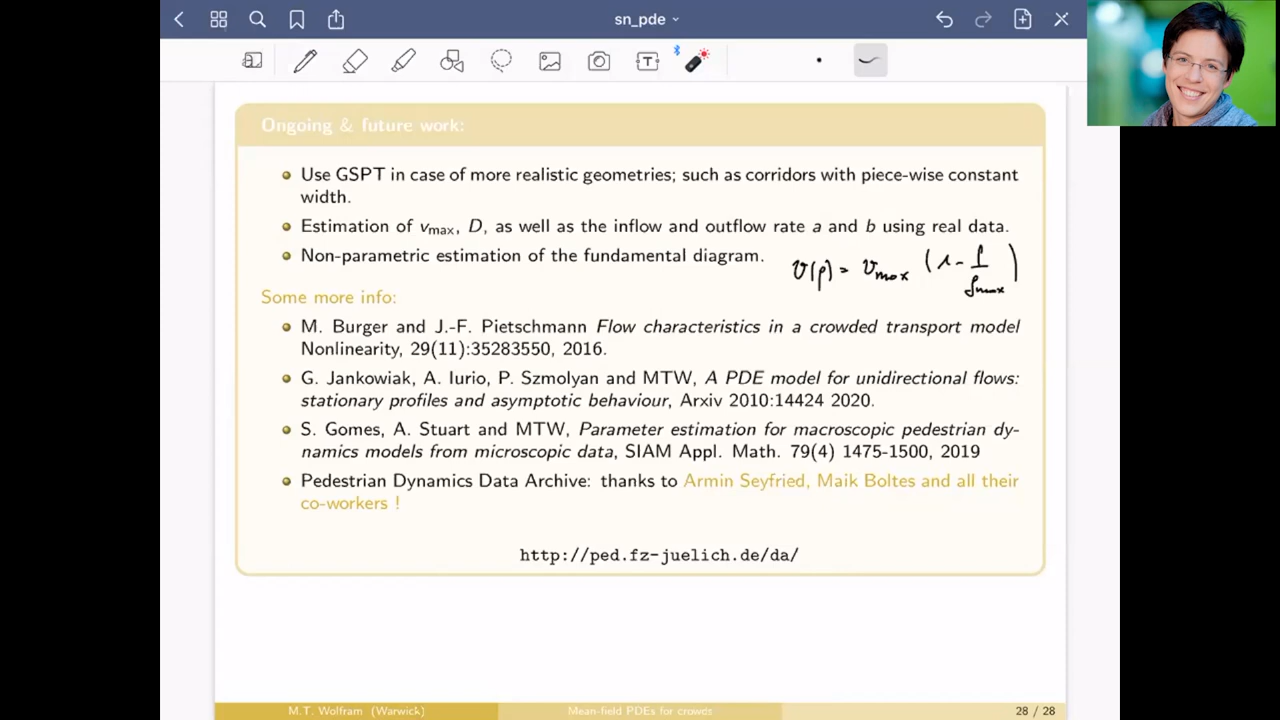 sn_pde
Ongoing & future work:
Use GSPT in case of more realistic geometries; such as corridors with piece-wise constant
width.
Estimation of vmax, D, as well as the inflow and outflow rate a and b using real data.
Non-parametric estimation of the fundamental diagram.
v(ρ) = vmax (1 - ρ/ρmax)
Some more info:
M. Burger and J.-F. Pietschmann Flow characteristics in a crowded transport model
Nonlinearity, 29(11):35283550, 2016.
G. Jankowiak, A. Iurio, P. Szmolyan and MTW, A PDE model for unidirectional flows:
stationary profiles and asymptotic behaviour, Arxiv 2010:14424 2020.
S. Gomes, A. Stuart and MTW, Parameter estimation for macroscopic pedestrian dy-
namics models from microscopic data, SIAM Appl. Math. 79(4) 1475-1500, 2019
Pedestrian Dynamics Data Archive: thanks to Armin Seyfried, Maik Boltes and all their
co-workers !
http://ped.fz-juelich.de/da/
M.T. Wolfram (Warwick)
Mean-field PDEs for crowds
28 / 28